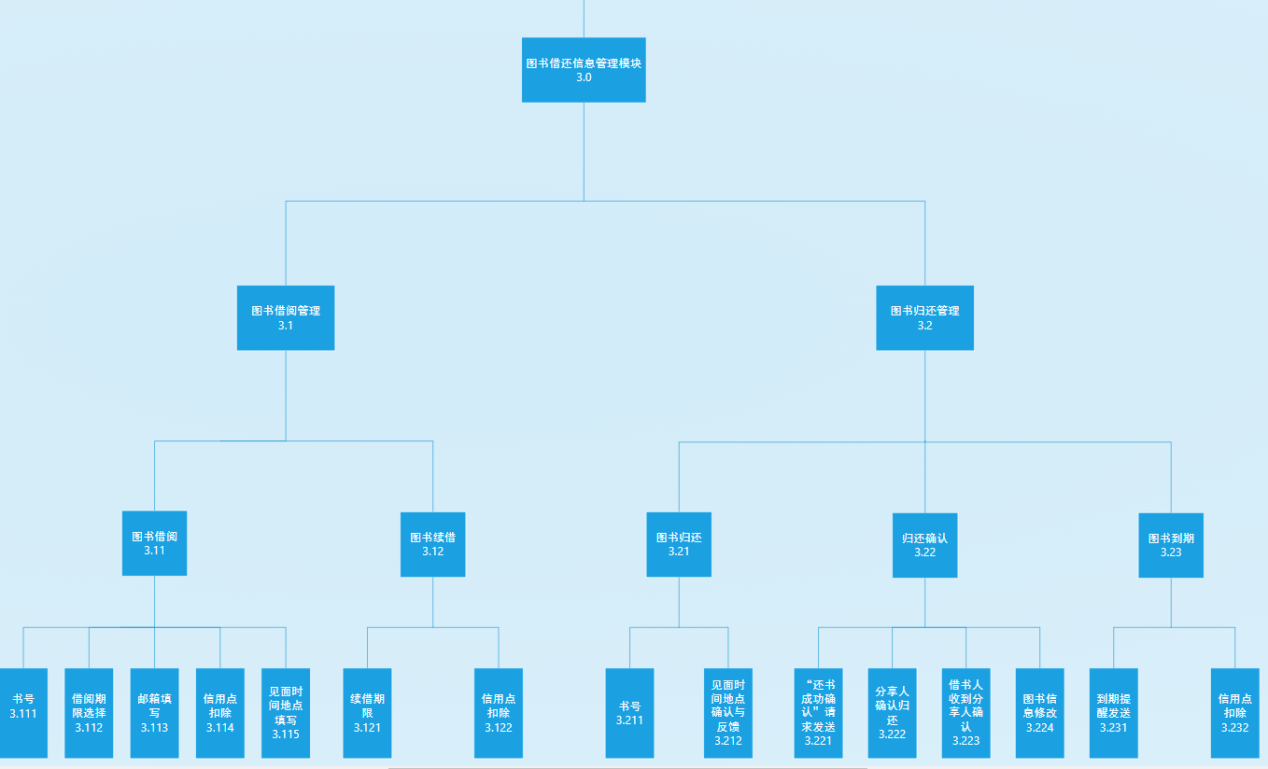 图书借还信息管理模块
3.0
图书借阅管理
3.1
图书归还管理
3.2
图书借阅
3.11
图书续借
3.12
图书归还
3.21
归还确认
3.22
图书到期
3.23
书号
3.111
借阅期
限选择
3.112
邮箱填
写
3.113
信用点
扣除
3.114
见面时
间地点
填写
3.115
续借期
限
3.121
信用点
扣除
3.122
书号
3.211
见面时
间地点
确认与
反馈
3.212
“还书
成功确
认”请
求发送
3.221
分享人
确认归
还
3.222
借书人
收到分
享人确
认
3.223
图书信
息修改
3.224
到期提
醒发送
3.231
信用点
扣除
3.232